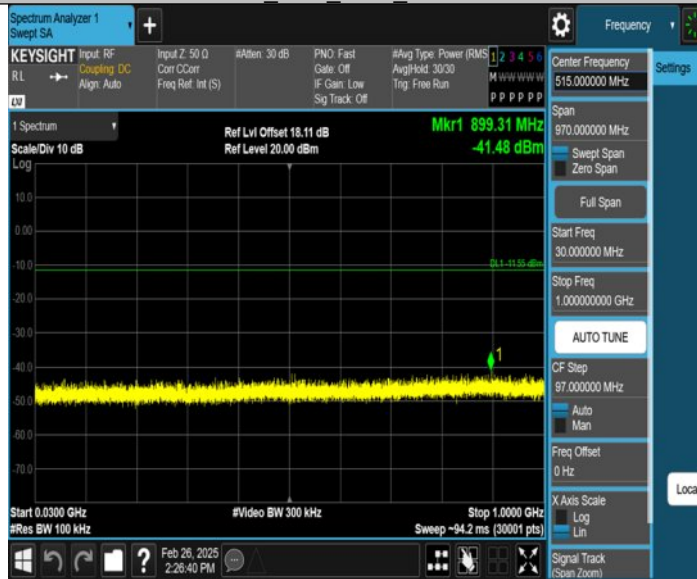 Spectrum Analyzer 1
Swept SA
+
Frequency
KEYSIGHT
RL
LXI
Input: RF
Coupling: DC
Align: Auto
Input Z: 50 Ω
Corr CCorr
Freq Ref: Int (S)
#Atten: 30 dB
PNO: Fast
Gate: Off
IF Gain: Low
Sig Track: Off
#Avg Type: Power (RMS
Avg|Hold: 30/30
Trig: Free Run
1 2 3 4 5 6
M W W W W W
P P P P P P
1 Spectrum
Scale/Div 10 dB
Log
Ref Lvl Offset 18.11 dB
Ref Level 20.00 dBm
Mkr1 899.31 MHz
-41.48 dBm
10.0
0.00
-10.0
DL1 -11.55 dBm
-20.0
-30.0
-40.0
1
-50.0
-60.0
-70.0
Start 0.0300 GHz
#Res BW 100 kHz
#Video BW 300 kHz
Stop 1.0000 GHz
Sweep ~94.2 ms (30001 pts)
?
Feb 26, 2025
2:26:40 PM
Center Frequency
515.000000 MHz
Settings
Span
970.000000 MHz
Swept Span
Zero Span
Full Span
Start Freq
30.000000 MHz
Stop Freq
1.000000000 GHz
AUTO TUNE
CF Step
97.000000 MHz
Auto
Man
Freq Offset
0 Hz
X Axis Scale
Log
Lin
Loca
Signal Track
(Span Zoom)